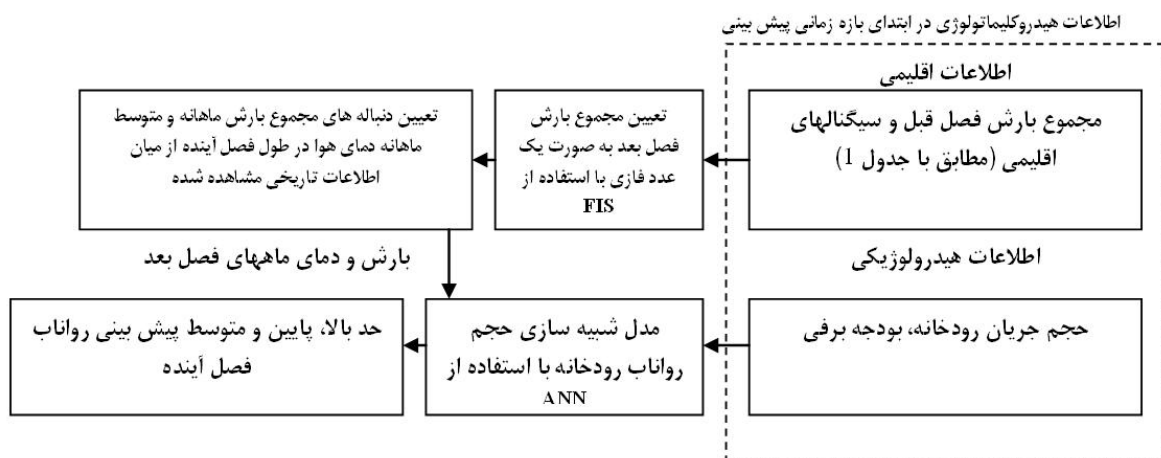 اطلاعات هیدروکلیماتولوژی در ابتدای بازه زمانی پیش بینی
اطلاعات اقلیمی
مجموع بارش فصل قبل و سیگنالهای
اقلیمی (مطابق با جدول 1)
تعیین مجموع بارش
فصل بعد به صورت یک
عدد فازی با استفاده از
FIS
تعیین دنباله های مجموع بارش ماهانه و متوسط
ماهانه دمای هوا در طول فصل آینده از میان
اطلاعات تاریخی مشاهده شده
اطلاعات هیدرولوژیکی
بارش و دمای ماههای فصل بعد
حجم جریان رودخانه، بودجه برفی
مدل شبیه سازی حجم
رواناب رودخانه با استفاده از
ANN
حد بالا، پایین و متوسط پیش بینی رواناب
فصل آینده